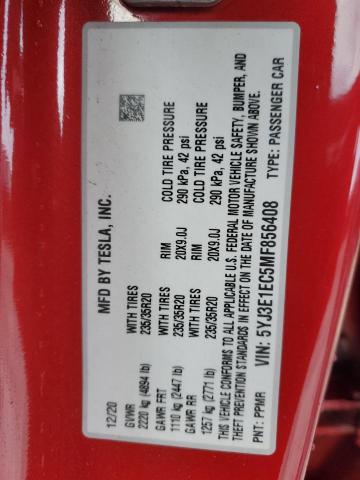 MFD BY TESLA, INC.
12/20
GVWR WITH TIRES RIM COLD TIRE PRESSURE
2220 kg (4894 lb) 235/35R20 20X9.0J 290 kPa, 42 psi
GAWR FRT WITH TIRES RIM COLD TIRE PRESSURE
1110 kg (2447 lb) 235/35R20 20X9.0J 290 kPa, 42 psi
GAWR RR
1257 kg (2771 lb)
THIS VEHICLE CONFORMS TO ALL APPLICABLE U.S. FEDERAL MOTOR VEHICLE SAFETY, BUMPER, AND
THEFT PREVENTION STANDARDS IN EFFECT ON THE DATE OF MANUFACTURE SHOWN ABOVE.
VIN: 5YJ3E1EC5MF856408
PNT: PPMR TYPE: PASSENGER CAR